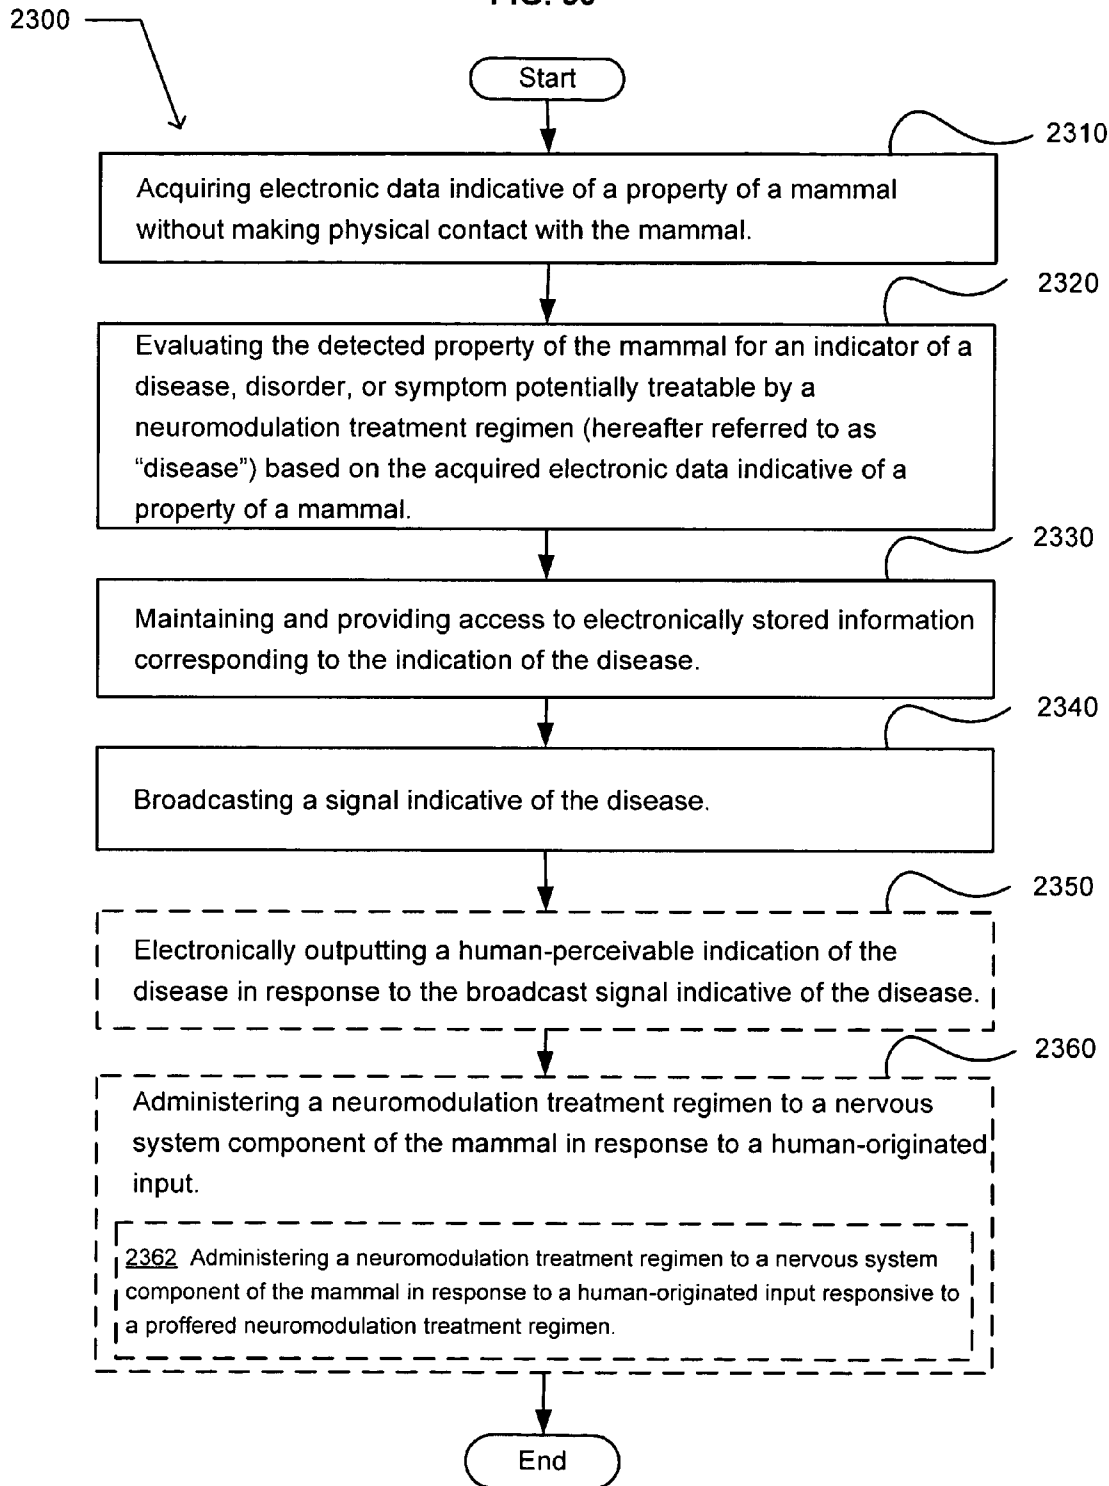 2300
Start
2310
Acquiring electronic data indicative of a property of a mammal
without making physical contact with the mammal.
2320
Evaluating the detected property of the mammal for an indicator of a
disease, disorder, or symptom potentially treatable by a
neuromodulation treatment regimen (hereafter referred to as
“disease”) based on the acquired electronic data indicative of a
property of a mammal.
2330
Maintaining and providing access to electronically stored information
corresponding to the indication of the disease.
2340
Broadcasting a signal indicative of the disease.
2350
Electronically outputting a human-perceivable indication of the
disease in response to the broadcast signal indicative of the disease.
2360
Administering a neuromodulation treatment regimen to a nervous
system component of the mammal in response to a human-originated
input.
2362 Administering a neuromodulation treatment regimen to a nervous system
component of the mammal in response to a human-originated input responsive to
a proffered neuromodulation treatment regimen.
End